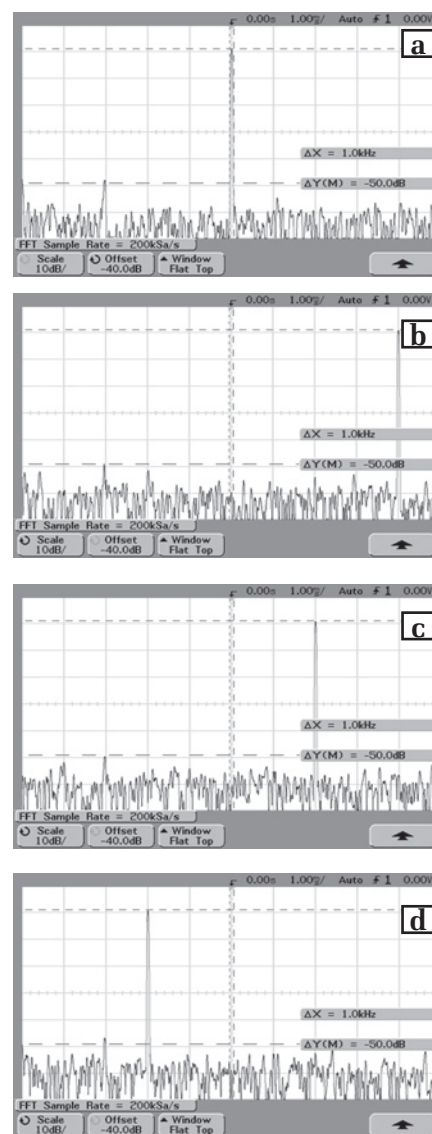 0.00s 1.00㎳/ Auto ƒ 1 0.00V
a
ΔX = 1.0kHz
ΔY(M) = -50.0dB
FFT Sample Rate = 200kSa/s
Scale Offset Window
10dB/ -40.0dB Flat Top
0.00s 1.00㎳/ Auto ƒ 1 0.00V
b
ΔX = 1.0kHz
ΔY(M) = -50.0dB
FFT Sample Rate = 200kSa/s
Scale Offset Window
10dB/ -40.0dB Flat Top
0.00s 1.00㎳/ Auto ƒ 1 0.00V
c
ΔX = 1.0kHz
ΔY(M) = -50.0dB
FFT Sample Rate = 200kSa/s
Scale Offset Window
10dB/ -40.0dB Flat Top
0.00s 1.00㎳/ Auto ƒ 1 0.00V
d
ΔX = 1.0kHz
ΔY(M) = -50.0dB
FFT Sample Rate = 200kSa/s
Scale Offset Window
10dB/ -40.0dB Flat Top